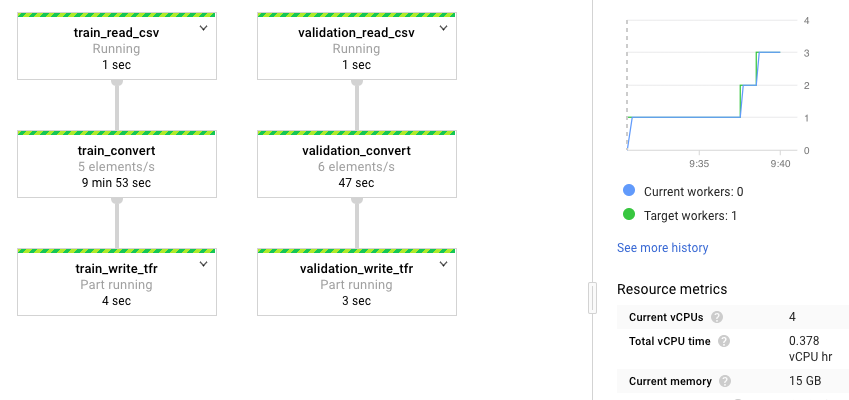 train_read_csv
Running
1 sec
validation_read_csv
Running
1 sec
train_convert
5 elements/s
9 min 53 sec
validation_convert
6 elements/s
47 sec
train_write_tfr
Part running
4 sec
validation_write_tfr
Part running
3 sec
4
3
2
1
0
9:35
9:40
Current workers: 0
Target workers: 1
See more history
Resource metrics
Current vCPUs ? 4
Total vCPU time ? 0.378
vCPU hr
Current memory ? 15 GB